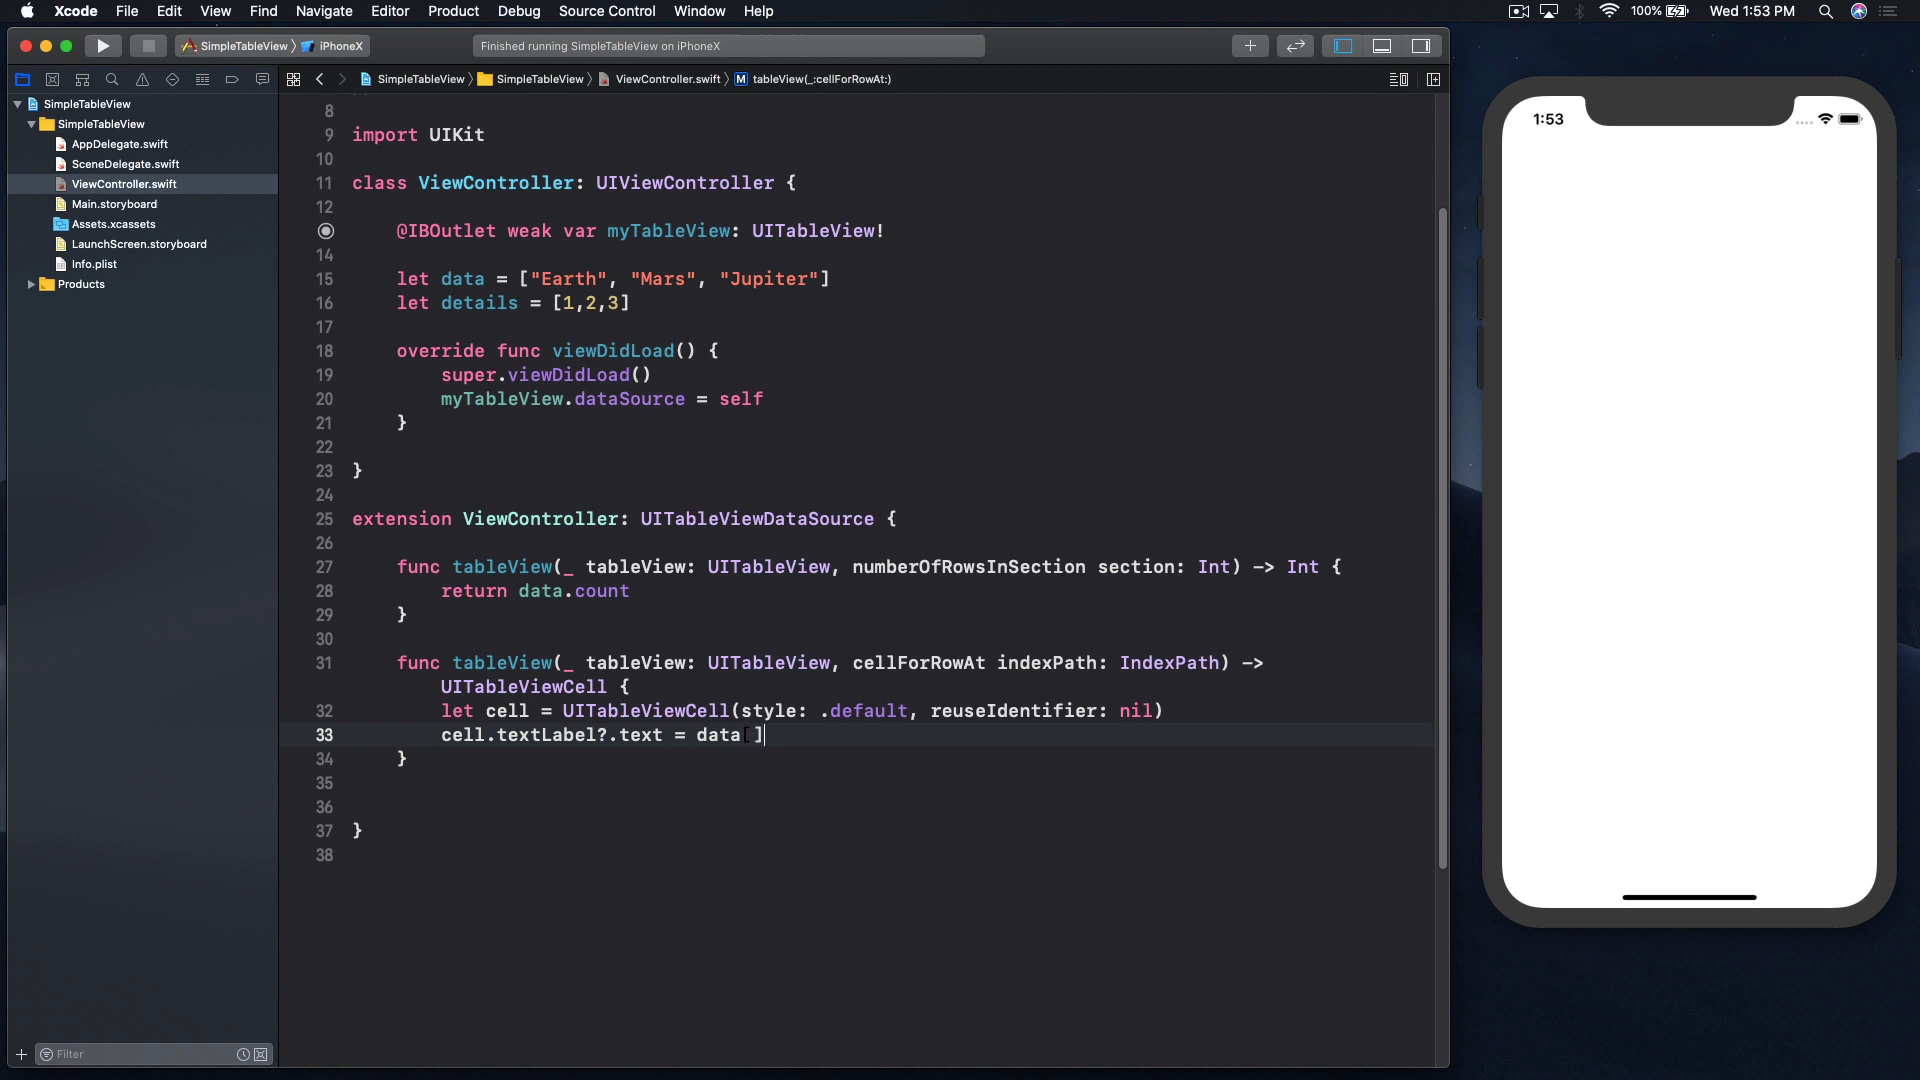 Xcode File Edit View Find Navigate Editor Product Debug Source Control Window Help 100% Wed 1:53 PM
SimpleTableView iPhoneX Finished running SimpleTableView on iPhoneX
SimpleTableView SimpleTableView ViewController.swift M tableView(_:cellForRowAt:)
SimpleTableView
SimpleTableView
AppDelegate.swift
SceneDelegate.swift
ViewController.swift
Main.storyboard
Assets.xcassets
LaunchScreen.storyboard
Info.plist
Products
Filter
8
9 import UIKit
10
11 class ViewController: UIViewController {
12
@IBOutlet weak var myTableView: UITableView!
14
15 let data = ["Earth", "Mars", "Jupiter"]
16 let details = [1,2,3]
17
18 override func viewDidLoad() {
19 super.viewDidLoad()
20 myTableView.dataSource = self
21 }
22
23 }
24
25 extension ViewController: UITableViewDataSource {
26
27 func tableView(_ tableView: UITableView, numberOfRowsInSection section: Int) -> Int {
28 return data.count
29 }
30
31 func tableView(_ tableView: UITableView, cellForRowAt indexPath: IndexPath) ->
UITableViewCell {
32 let cell = UITableViewCell(style: .default, reuseIdentifier: nil)
33 cell.textLabel?.text = data[]
34 }
35
36
37 }
38
1:53